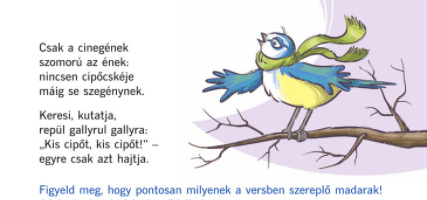 Csak a cinegének
szomorú az ének:
nincsen cipőcskéje
máig se szegénynek.
Keresi, kutatja,
repül gallyrul gallyra:
„Kis cipőt, kis cipőt!" –
egyre csak azt hajtja.
Figyeld meg, hogy pontosan milyenek a versben szereplő madarak!